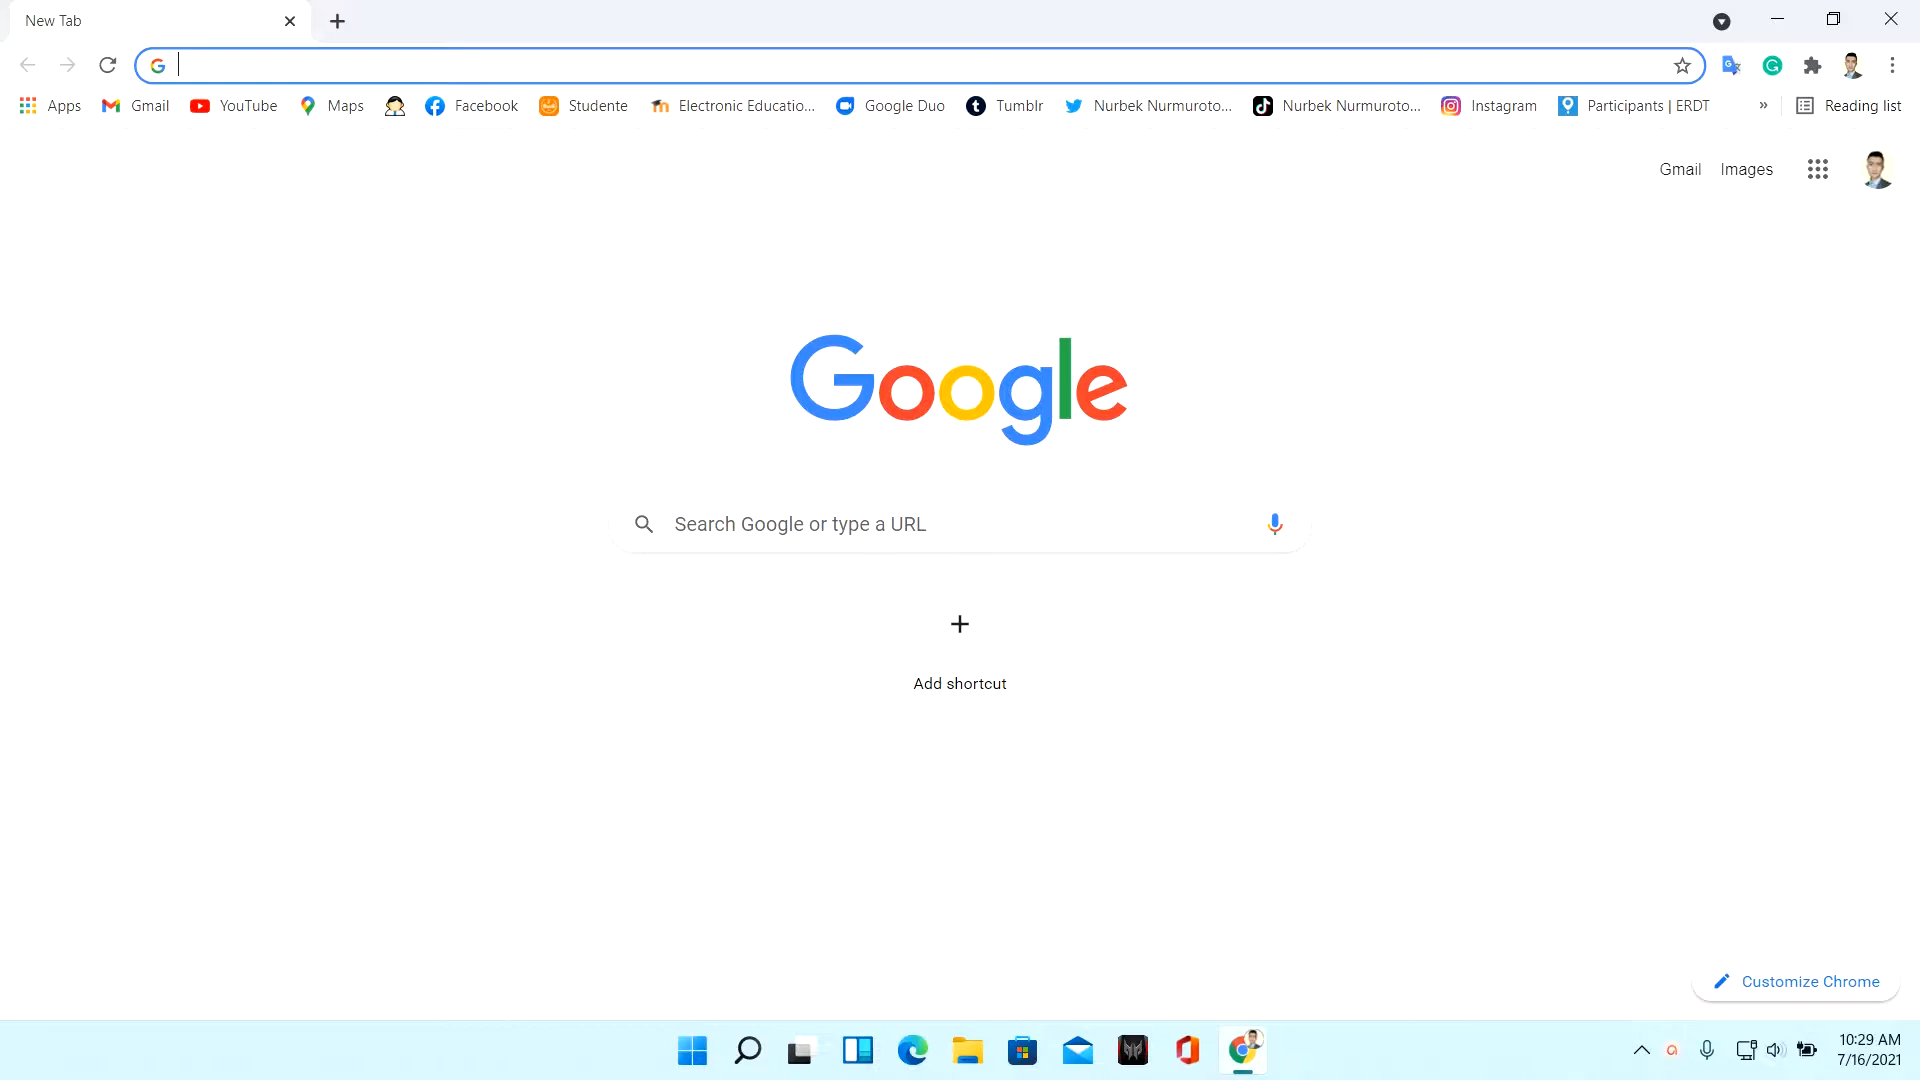 New Tab
Apps Gmail YouTube Maps Facebook Studente Electronic Educatio... Google Duo Tumblr Nurbek Nurmuroto... Nurbek Nurmuroto... Instagram Participants | ERDT » Reading list
Gmail Images
Google
Search Google or type a URL
Add shortcut
Customize Chrome
10:29 AM
7/16/2021